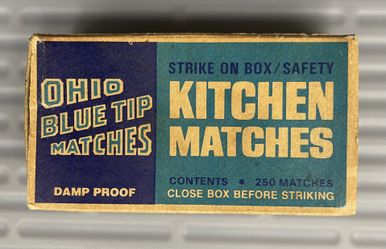 OHIO
BLUE TIP
MATCHES
DAMP PROOF
STRIKE ON BOX/SAFETY
KITCHEN
MATCHES
CONTENTS • 250 MATCHES
CLOSE BOX BEFORE STRIKING